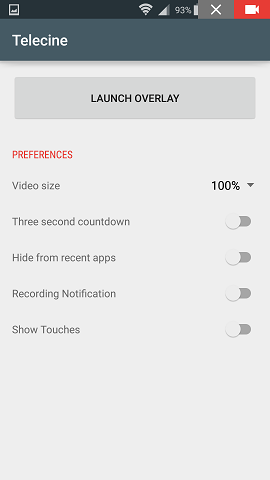 93%
Telecine
LAUNCH OVERLAY
PREFERENCES
Video size 100%
Three second countdown
Hide from recent apps
Recording Notification
Show Touches